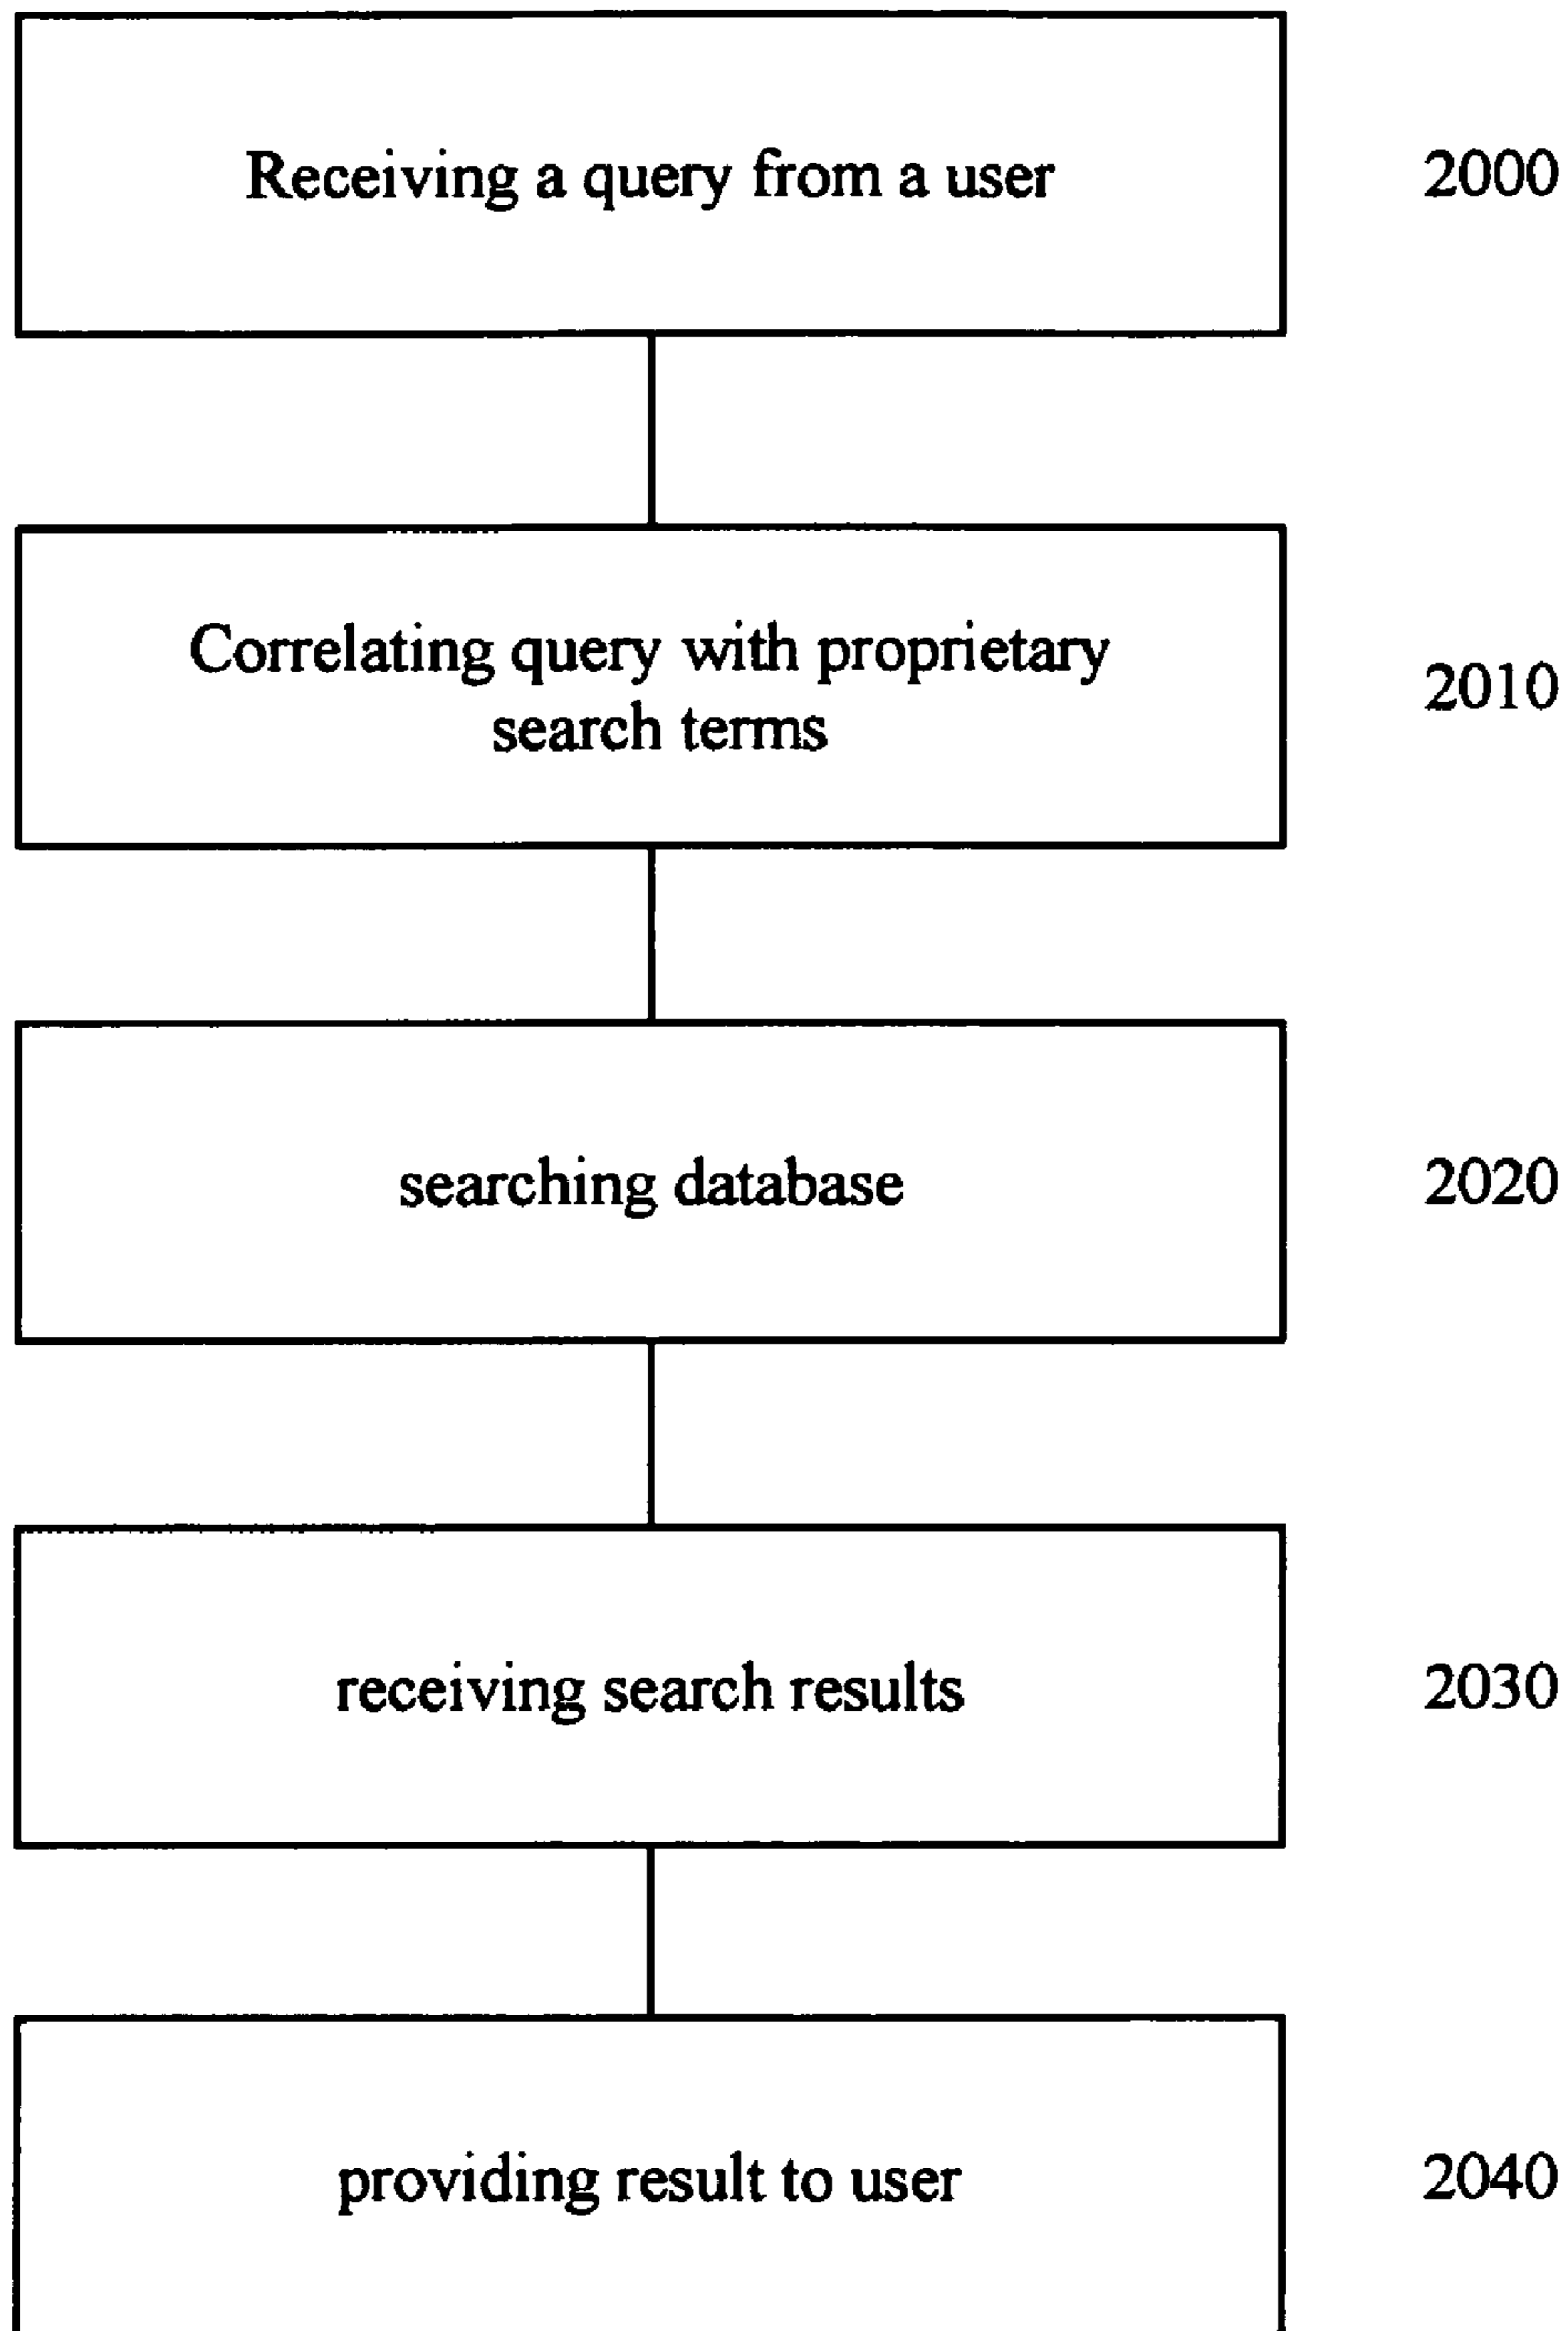 Receiving a query from a user 2000
Correlating query with proprietary
search terms
2010
searching database 2020
receiving search results 2030
providing result to user 2040